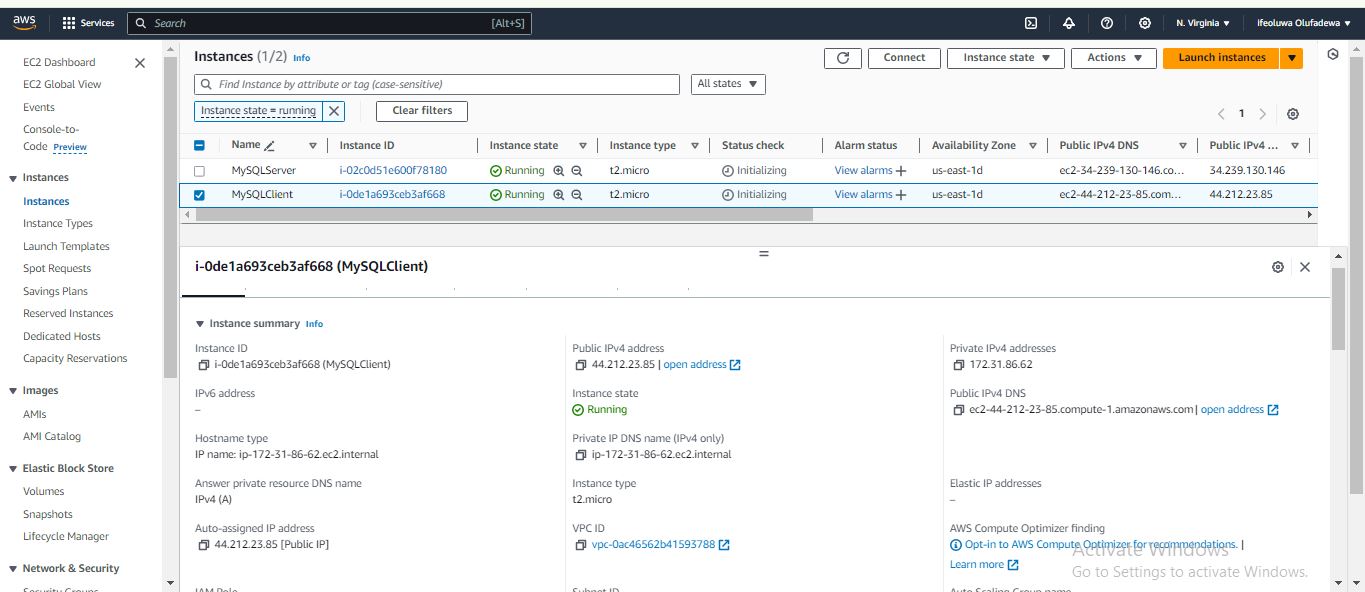 aws Services Search [Alt+S] N. Virginia Ifeoluwa Olufadewa
EC2 Dashboard
EC2 Global View
Events
Console-to-
Code Preview
Instances
Instances
Instance Types
Launch Templates
Spot Requests
Savings Plans
Reserved Instances
Dedicated Hosts
Capacity Reservations
Images
AMIs
AMI Catalog
Elastic Block Store
Volumes
Snapshots
Lifecycle Manager
Network & Security
Security Groups
Instances (1/2) Info Connect Instance state Actions Launch instances
Find Instance by attribute or tag (case-sensitive) All states
Instance state = running Clear filters 1
Name Instance ID Instance state Instance type Status check Alarm status Availability Zone Public IPv4 DNS Public IPv4 ...
MySQLServer i-02c0d51e600f78180 Running t2.micro Initializing View alarms us-east-1d ec2-34-239-130-146.co... 34.239.130.146
MySQLClient i-0de1a693ceb3af668 Running t2.micro Initializing View alarms us-east-1d ec2-44-212-23-85.com... 44.212.23.85
i-0de1a693ceb3af668 (MySQLClient)
Instance summary Info
Instance ID Public IPv4 address Private IPv4 addresses
i-0de1a693ceb3af668 (MySQLClient) 44.212.23.85 | open address 172.31.86.62
IPv6 address Instance state Public IPv4 DNS
– Running ec2-44-212-23-85.compute-1.amazonaws.com | open address
Hostname type Private IP DNS name (IPv4 only)
IP name: ip-172-31-86-62.ec2.internal ip-172-31-86-62.ec2.internal
Answer private resource DNS name Instance type Elastic IP addresses
IPv4 (A) t2.micro –
Auto-assigned IP address VPC ID AWS Compute Optimizer finding
44.212.23.85 [Public IP] vpc-0ac46562b41593788 Opt-in to AWS Compute Optimizer for recommendations. |
Learn more
IAM Role Subnet ID Auto Scaling Group name
Activate Windows
Go to Settings to activate Windows.